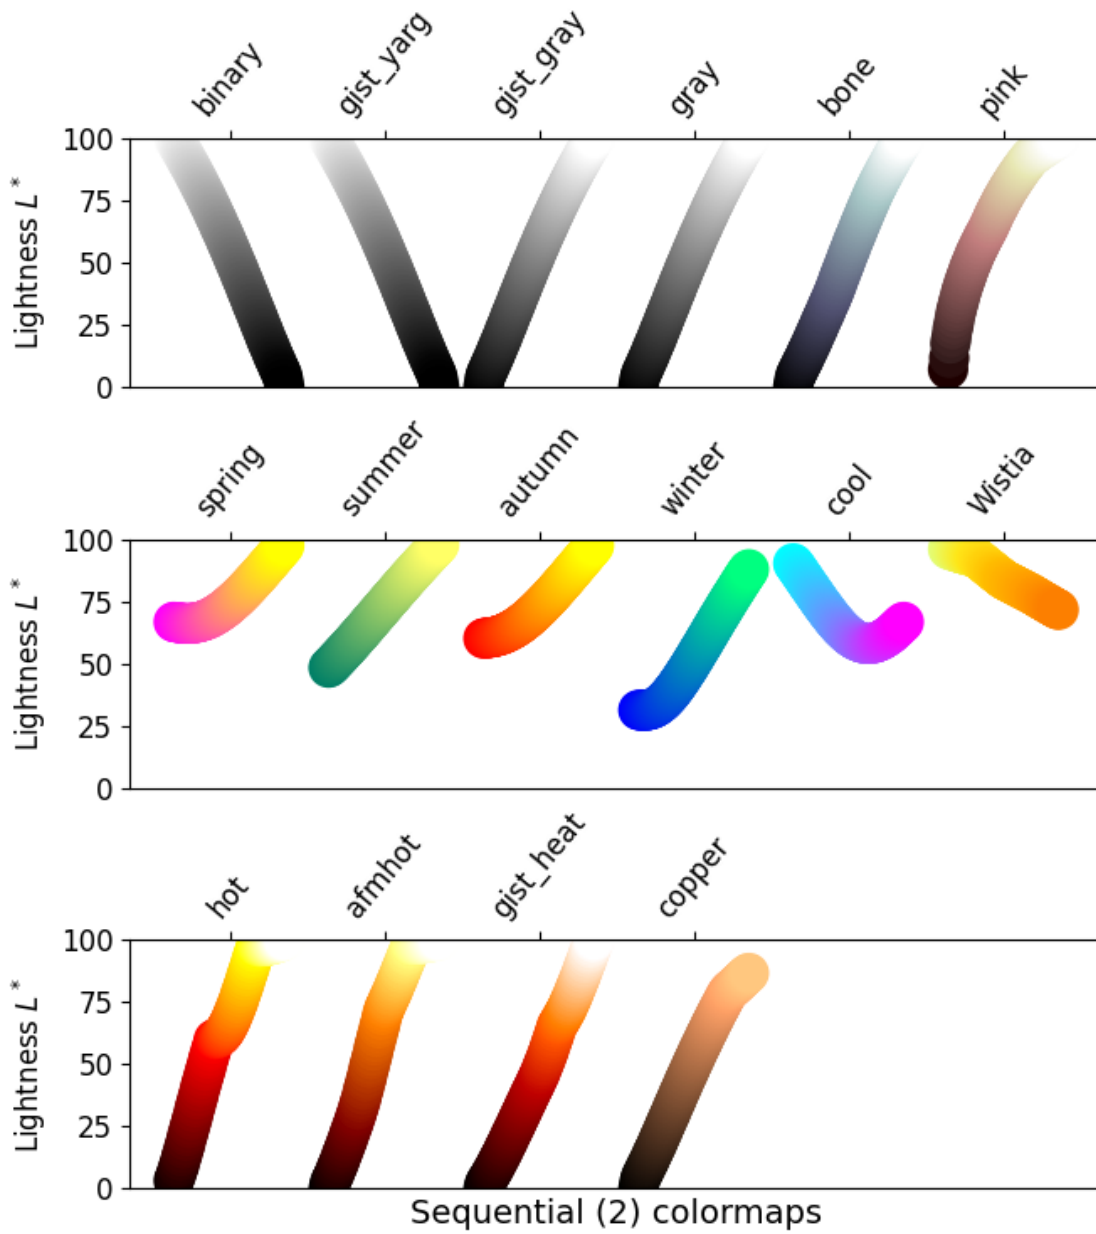 binary gist_yarg gist_gray gray bone pink
100
75
50
25
0
Lightness L*
spring summer autumn winter cool Wistia
100
75
50
25
0
Lightness L*
hot afmhot gist_heat copper
100
75
50
25
0
Lightness L*
Sequential (2) colormaps